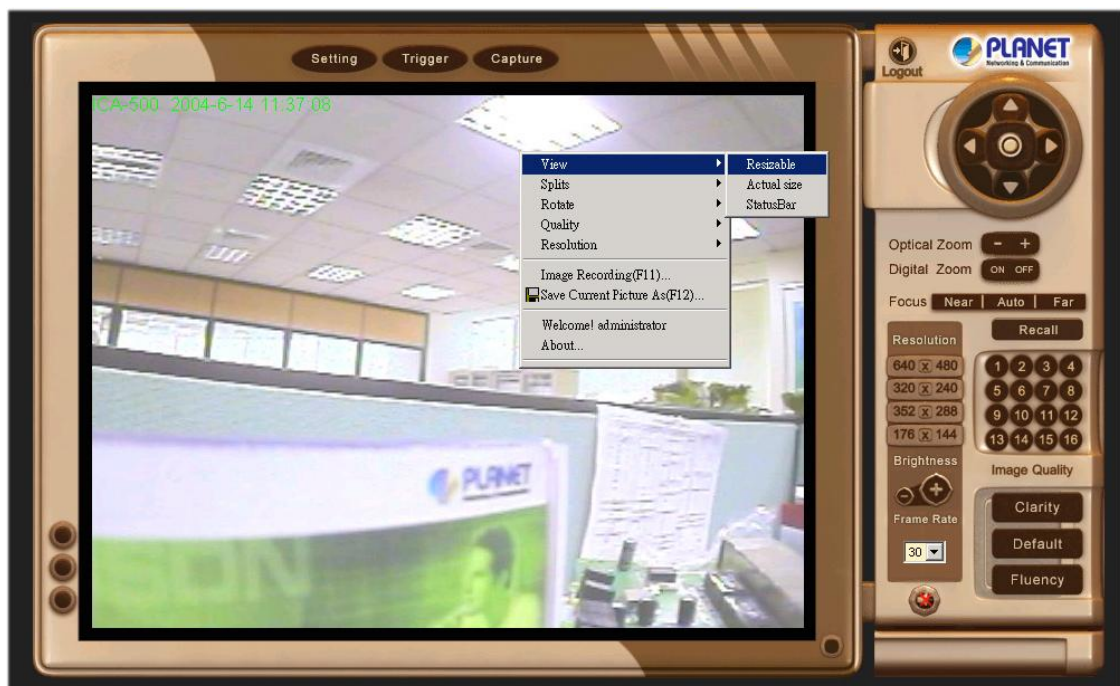 Setting
Trigger
Capture
Logout
PLANET
Networking & Communication
ICA-500 2004-6-14 11:37:08
View
Splits
Rotate
Quality
Resolution
Image Recording(F11)...
Save Current Picture As(F12)...
Welcome! administrator
About...
Resizable
Actual size
StatusBar
PLANET
Optical Zoom - +
Digital Zoom ON OFF
Focus Near | Auto | Far
Resolution
640 x 480
320 x 240
352 x 288
176 x 144
Brightness
- +
Frame Rate
30
Recall
1 2 3 4
5 6 7 8
9 10 11 12
13 14 15 16
Image Quality
Clarity
Default
Fluency